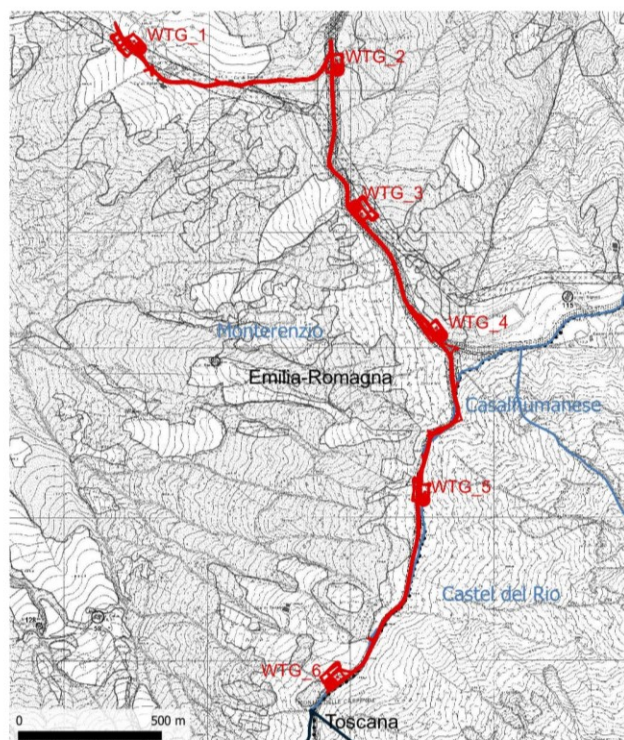 WTG_1
WTG_2
WTG_3
WTG_4
Monterenzio
Emilia-Romagna
Casalfiumanese
WTG_5
Castel del Rio
WTG_6
Toscana
0 500 m